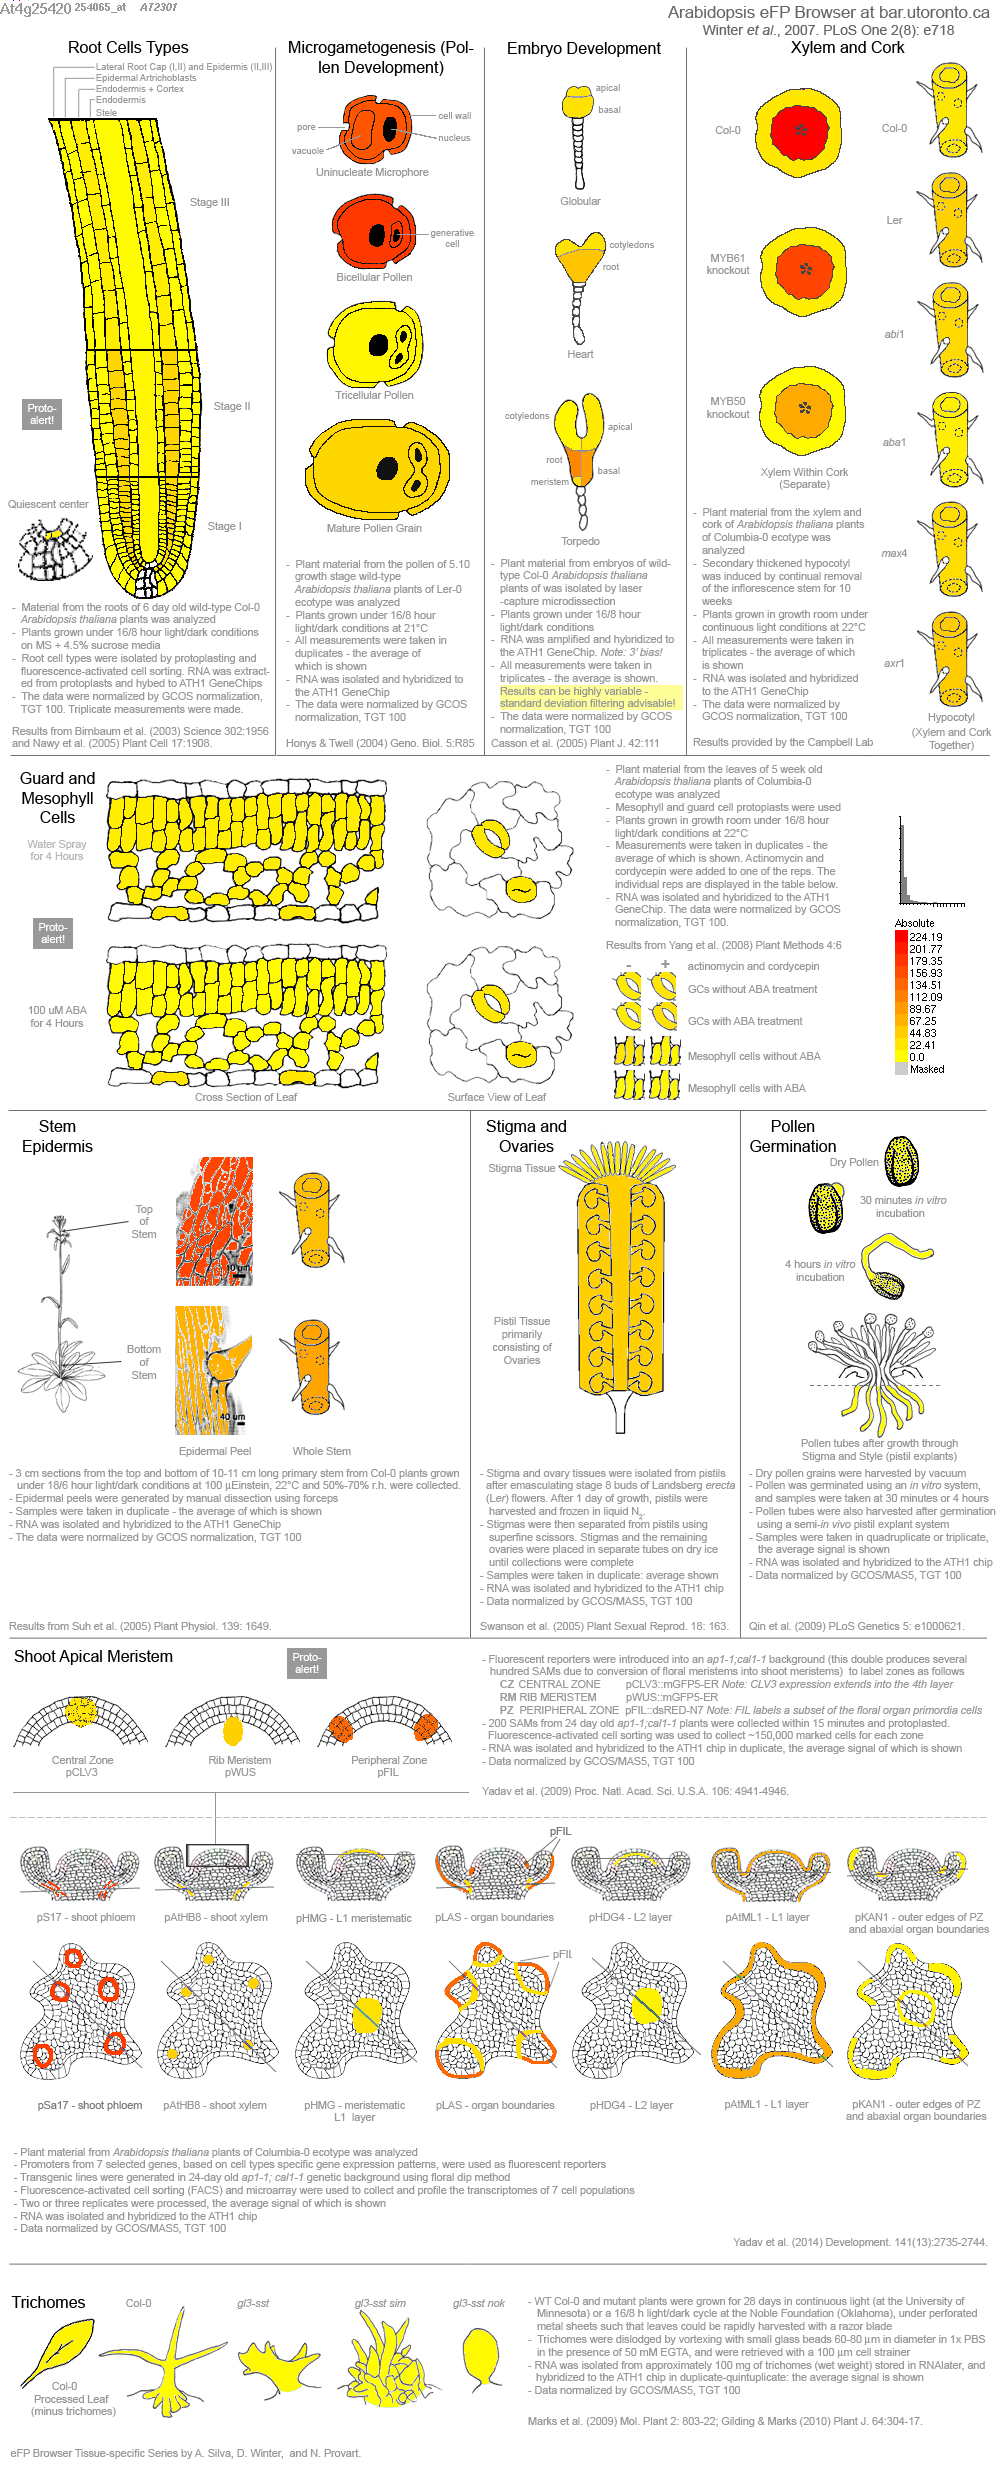 At4g25420 254065_at AT2301
Arabidopsis eFP Browser at bar.utoronto.ca
Winter et al., 2007. PLoS One 2(8): e718
Root Cells Types
Lateral Root Cap (I,II) and Epidermis (II,III)
Epidermal Artrichoblasts
Endodermis + Cortex
Endodermis
Stele
Stage III
Proto-
alert!
Stage II
Quiescent center
Stage I
- Material from the roots of 6 day old wild-type Col-0
Arabidopsis thaliana plants was analyzed
- Plants grown under 16/8 hour light/dark conditions
on MS + 4.5% sucrose media
- Root cell types were isolated by protoplasting and
fluorescence-activated cell sorting. RNA was extract-
ed from protoplasts and hybed to ATH1 GeneChips
- The data were normalized by GCOS normalization,
TGT 100. Triplicate measurements were made.
Results from Birnbaum et al. (2003) Science 302:1956
and Nawy et al. (2005) Plant Cell 17:1908.
Microgametogenesis (Pol-
len Development)
cell wall
pore
nucleus
vacuole
Uninucleate Microphore
generative
cell
Bicellular Pollen
Tricellular Pollen
Mature Pollen Grain
- Plant material from the pollen of 5.10
growth stage wild-type
Arabidopsis thaliana plants of Ler-0
ecotype was analyzed
- Plants grown under 16/8 hour
light/dark conditions at 21°C
- All measurements were taken in
duplicates - the average of
which is shown
- RNA was isolated and hybridized to
the ATH1 GeneChip
- The data were normalized by GCOS
normalization, TGT 100
Honys & Twell (2004) Geno. Biol. 5:R85
Embryo Development
apical
basal
Globular
cotyledons
root
Heart
cotyledons
apical
root
basal
meristem
Torpedo
- Plant material from embryos of wild-
type Col-0 Arabidopsis thaliana
plants of was isolated by laser
-capture microdissection
- Plants grown under 16/8 hour
light/dark conditions
- RNA was amplified and hybridized to
the ATH1 GeneChip. Note: 3' bias!
- All measurements were taken in
triplicates - the average is shown.
Results can be highly variable -
standard deviation filtering advisable!
- The data were normalized by GCOS
normalization, TGT 100
Casson et al. (2005) Plant J. 42:111
Xylem and Cork
Col-0
MYB61
knockout
MYB50
knockout
Xylem Within Cork
(Separate)
Col-0
Ler
abi1
aba1
max4
axr1
Hypocotyl
(Xylem and Cork
Together)
- Plant material from the xylem and
cork of Arabidopsis thaliana plants
of Columbia-0 ecotype was
analyzed
- Secondary thickened hypocotyl
was induced by continual removal
of the inflorescence stem for 10
weeks
- Plants grown in growth room under
continuous light conditions at 22°C
- All measurements were taken in
triplicates - the average of which
is shown
- RNA was isolated and hybridized
to the ATH1 GeneChip
- The data were normalized by
GCOS normalization, TGT 100
Results provided by the Campbell Lab
Guard and
Mesophyll
Cells
Water Spray
for 4 Hours
Proto-
alert!
100 uM ABA
for 4 Hours
Cross Section of Leaf
Surface View of Leaf
- Plant material from the leaves of 5 week old
Arabidopsis thaliana plants of Columbia-0
ecotype was analyzed
- Mesophyll and guard cell protoplasts were used
- Plants grown in growth room under 16/8 hour
light/dark conditions at 22°C
- Measurements were taken in duplicates - the
average of which is shown. Actinomycin and
cordycepin were added to one of the reps. The
individual reps are displayed in the table below.
- RNA was isolated and hybridized to the ATH1
GeneChip. The data were normalized by GCOS
normalization, TGT 100.
Results from Yang et al. (2008) Plant Methods 4:6
- + actinomycin and cordycepin
GCs without ABA treatment
GCs with ABA treatment
Mesophyll cells without ABA
Mesophyll cells with ABA
Absolute
224.19
201.77
179.35
156.93
134.51
112.09
89.67
67.25
44.83
22.41
0.0
Masked
Stem
Epidermis
Top
of
Stem
10 um
Bottom
of
Stem
40 um
Epidermal Peel
Whole Stem
- 3 cm sections from the top and bottom of 10-11 cm long primary stem from Col-0 plants grown
under 18/6 hour light/dark conditions at 100 µEinstein, 22°C and 50%-70% r.h. were collected.
- Epidermal peels were generated by manual dissection using forceps
- Samples were taken in duplicate - the average of which is shown
- RNA was isolated and hybridized to the ATH1 GeneChip
- The data were normalized by GCOS normalization, TGT 100
Results from Suh et al. (2005) Plant Physiol. 139: 1649.
Stigma and
Ovaries
Stigma Tissue
Pistil Tissue
primarily
consisting of
Ovaries
- Stigma and ovary tissues were isolated from pistils
after emasculating stage 8 buds of Landsberg erecta
(Ler) flowers. After 1 day of growth, pistils were
harvested and frozen in liquid N2.
- Stigmas were then separated from pistils using
superfine scissors. Stigmas and the remaining
ovaries were placed in separate tubes on dry ice
until collections were complete
- Samples were taken in duplicate: average shown
- RNA was isolated and hybridized to the ATH1 chip
- Data normalized by GCOS/MAS5, TGT 100
Swanson et al. (2005) Plant Sexual Reprod. 18: 163.
Pollen
Germination
Dry Pollen
30 minutes in vitro
incubation
4 hours in vitro
incubation
Pollen tubes after growth through
Stigma and Style (pistil explants)
- Dry pollen grains were harvested by vacuum
- Pollen was germinated using an in vitro system,
and samples were taken at 30 minutes or 4 hours
- Pollen tubes were also harvested after germination
using a semi-in vivo pistil explant system
- Samples were taken in quadruplicate or triplicate,
the average signal is shown
- RNA was isolated and hybridized to the ATH1 chip
- Data normalized by GCOS/MAS5, TGT 100
Qin et al. (2009) PLoS Genetics 5: e1000621.
Shoot Apical Meristem
Proto-
alert!
Central Zone
pCLV3
Rib Meristem
pWUS
Peripheral Zone
pFIL
- Fluorescent reporters were introduced into an ap1-1;cal1-1 background (this double produces several
hundred SAMs due to conversion of floral meristems into shoot meristems) to label zones as follows
CZ CENTRAL ZONE pCLV3::mGFP5-ER Note: CLV3 expression extends into the 4th layer
RM RIB MERISTEM pWUS::mGFP5-ER
PZ PERIPHERAL ZONE pFIL::dsRED-N7 Note: FIL labels a subset of the floral organ primordia cells
- 200 SAMs from 24 day old ap1-1;cal1-1 plants were collected within 15 minutes and protoplasted.
Fluorescence-activated cell sorting was used to collect ~150,000 marked cells for each zone
- RNA was isolated and hybridized to the ATH1 chip in duplicate, the average signal of which is shown
- Data normalized by GCOS/MAS5, TGT 100
Yadav et al. (2009) Proc. Natl. Acad. Sci. U.S.A. 106: 4941-4946.
pFIL
pS17 - shoot phloem
pAtHB8 - shoot xylem
pHMG - L1 meristematic
pLAS - organ boundaries
pHDG4 - L2 layer
pAtML1 - L1 layer
pKAN1 - outer edges of PZ
and abaxial organ boundaries
pFIL
pSa17 - shoot phloem
pAtHB8 - shoot xylem
pHMG - meristematic
L1 layer
pLAS - organ boundaries
pHDG4 - L2 layer
pAtML1 - L1 layer
pKAN1 - outer edges of PZ
and abaxial organ boundaries
- Plant material from Arabidopsis thaliana plants of Columbia-0 ecotype was analyzed
- Promoters from 7 selected genes, based on cell types specific gene expression patterns, were used as fluorescent reporters
- Transgenic lines were generated in 24-day old ap1-1; cal1-1 genetic background using floral dip method
- Fluorescence-activated cell sorting (FACS) and microarray were used to collect and profile the transcriptomes of 7 cell populations
- Two or three replicates were processed, the average signal of which is shown
- RNA was isolated and hybridized to the ATH1 chip
- Data normalized by GCOS/MAS5, TGT 100
Yadav et al. (2014) Development. 141(13):2735-2744.
Trichomes
Col-0
gl3-sst
gl3-sst sim
gl3-sst nok
Col-0
Processed Leaf
(minus trichomes)
- WT Col-0 and mutant plants were grown for 28 days in continuous light (at the University of
Minnesota) or a 16/8 h light/dark cycle at the Noble Foundation (Oklahoma), under perforated
metal sheets such that leaves could be rapidly harvested with a razor blade
- Trichomes were dislodged by vortexing with small glass beads 60-80 µm in diameter in 1x PBS
in the presence of 50 mM EGTA, and were retrieved with a 100 µm cell strainer
- RNA was isolated from approximately 100 mg of trichomes (wet weight) stored in RNAlater, and
hybridized to the ATH1 chip in duplicate-quintuplicate: the average signal is shown
- Data normalized by GCOS/MAS5, TGT 100
Marks et al. (2009) Mol. Plant 2: 803-22; Gilding & Marks (2010) Plant J. 64:304-17.
eFP Browser Tissue-specific Series by A. Silva, D. Winter, and N. Provart.